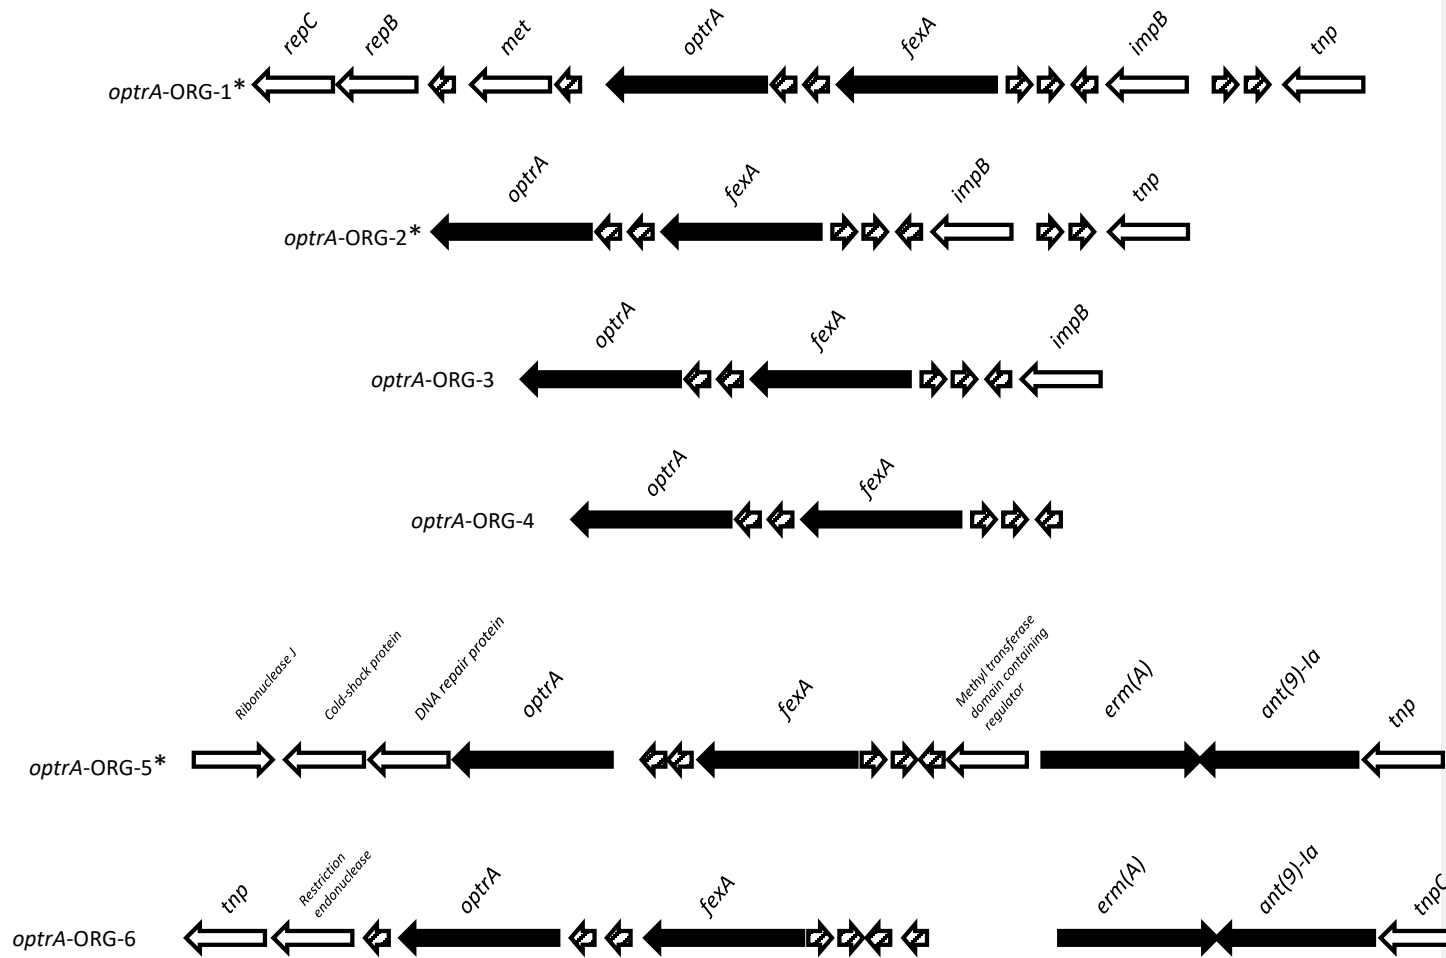 repC repB met optrA fexA impB tnp
optrA-ORG-1*
optrA fexA impB tnp
optrA-ORG-2*
optrA fexA impB
optrA-ORG-3
optrA fexA
optrA-ORG-4
Ribonuclease J
Cold-shock protein
DNA repair protein
optrA
fexA
Methyl transferase
domain containing
regulator
erm(A)
ant(9)-Ia
tnp
optrA-ORG-5*
tnp
Restriction
endonuclease
optrA
fexA
erm(A)
ant(9)-Ia
tnpC
optrA-ORG-6